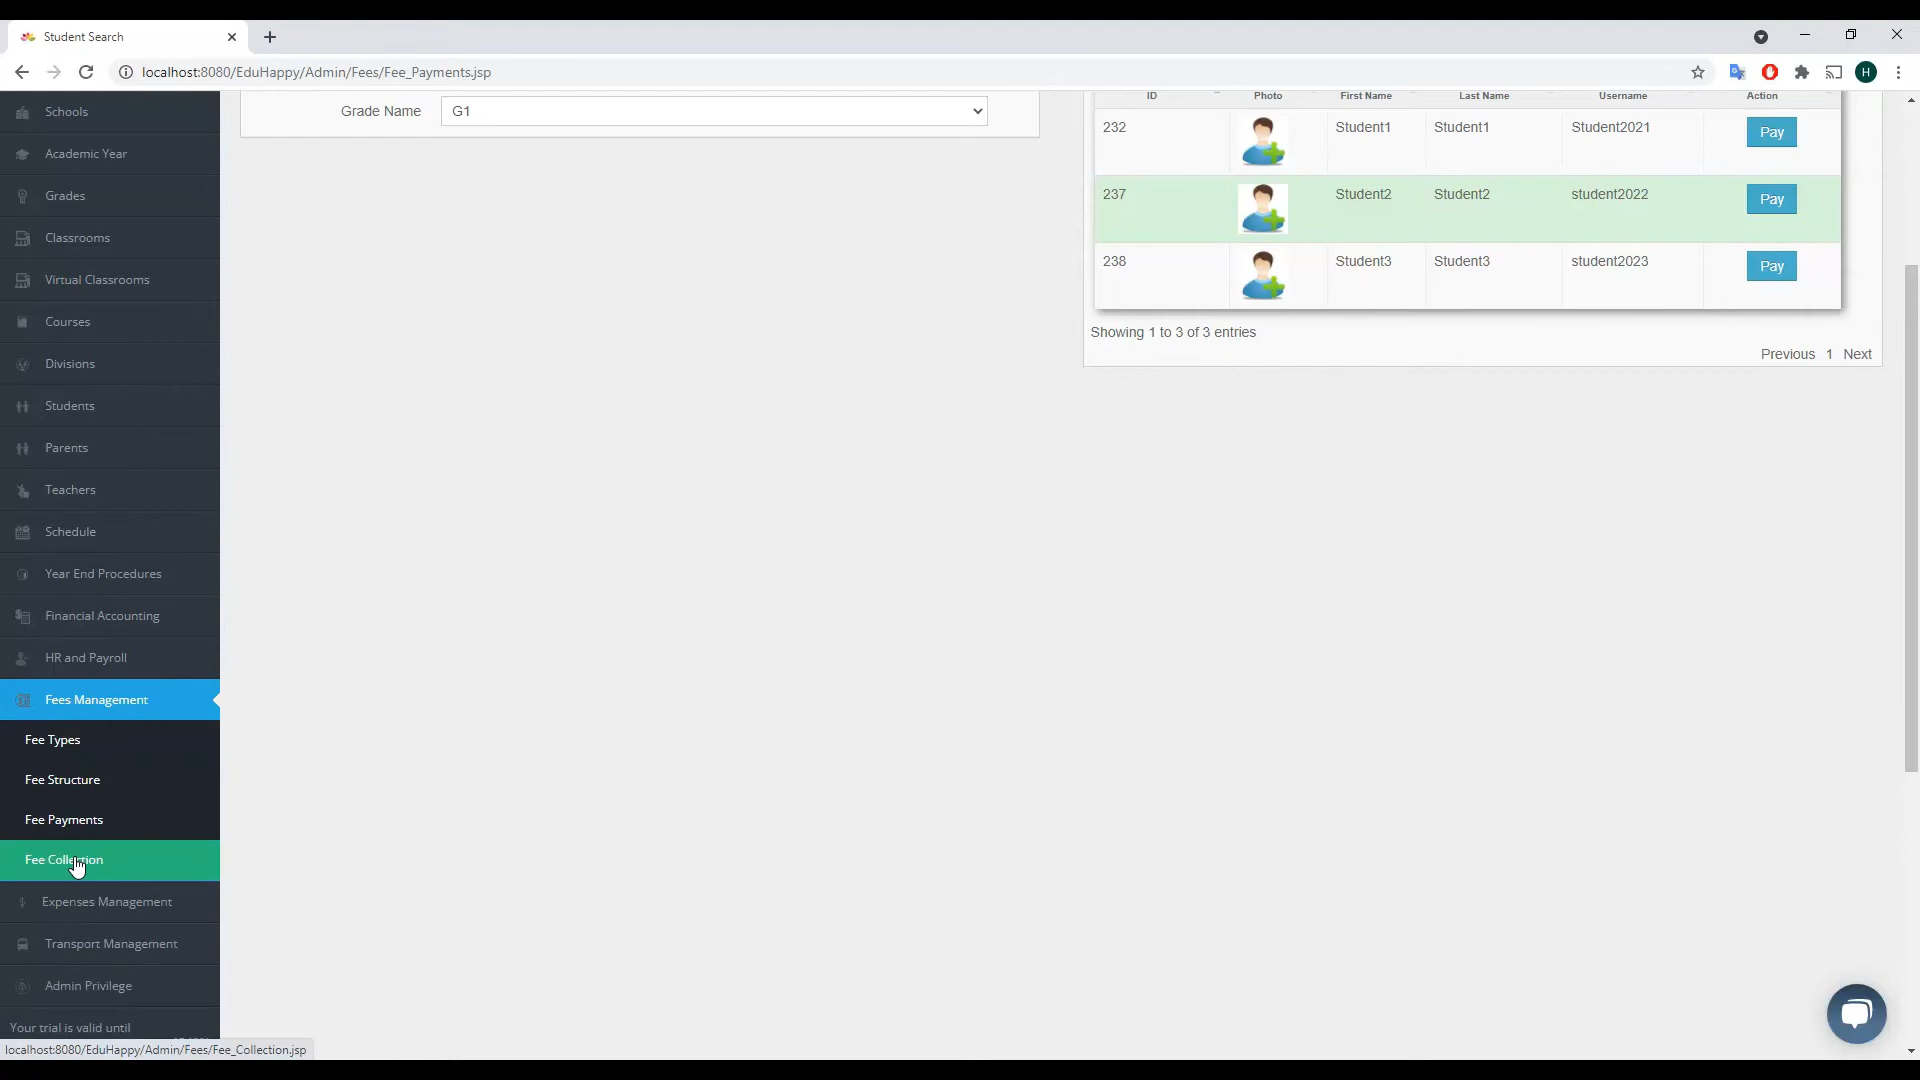 Student Search
localhost:8080/EduHappy/Admin/Fees/Fee_Payments.jsp
H
Schools
Academic Year
Grades
Classrooms
Virtual Classrooms
Courses
Divisions
Students
Parents
Teachers
Schedule
Year End Procedures
Financial Accounting
HR and Payroll
Fees Management
Fee Types
Fee Structure
Fee Payments
Fee Collection
Expenses Management
Transport Management
Admin Privilege
Your trial is valid until
localhost:8080/EduHappy/Admin/Fees/Fee_Collection.jsp
Grade Name G1
ID Photo First Name Last Name Username Action
232 Student1 Student1 Student2021 Pay
237 Student2 Student2 student2022 Pay
238 Student3 Student3 student2023 Pay
Showing 1 to 3 of 3 entries
Previous 1 Next